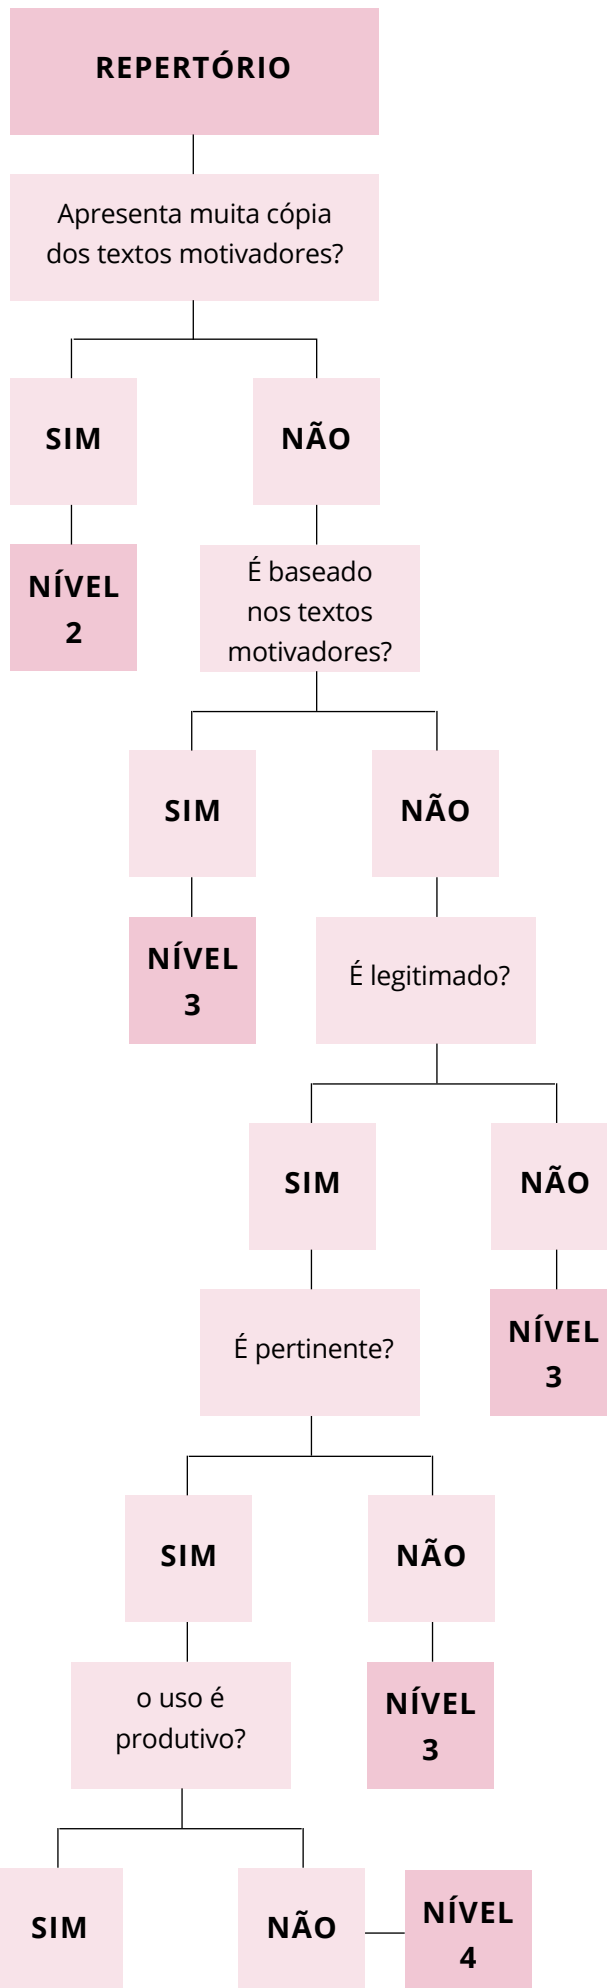 REPERTÓRIO
Apresenta muita cópia
dos textos motivadores?
SIM
NÃO
NÍVEL
2
É baseado
nos textos
motivadores?
SIM
NÃO
NÍVEL
3
É legitimado?
SIM
NÃO
É pertinente?
NÍVEL
3
SIM
NÃO
o uso é
produtivo?
NÍVEL
3
SIM
NÃO
NÍVEL
4